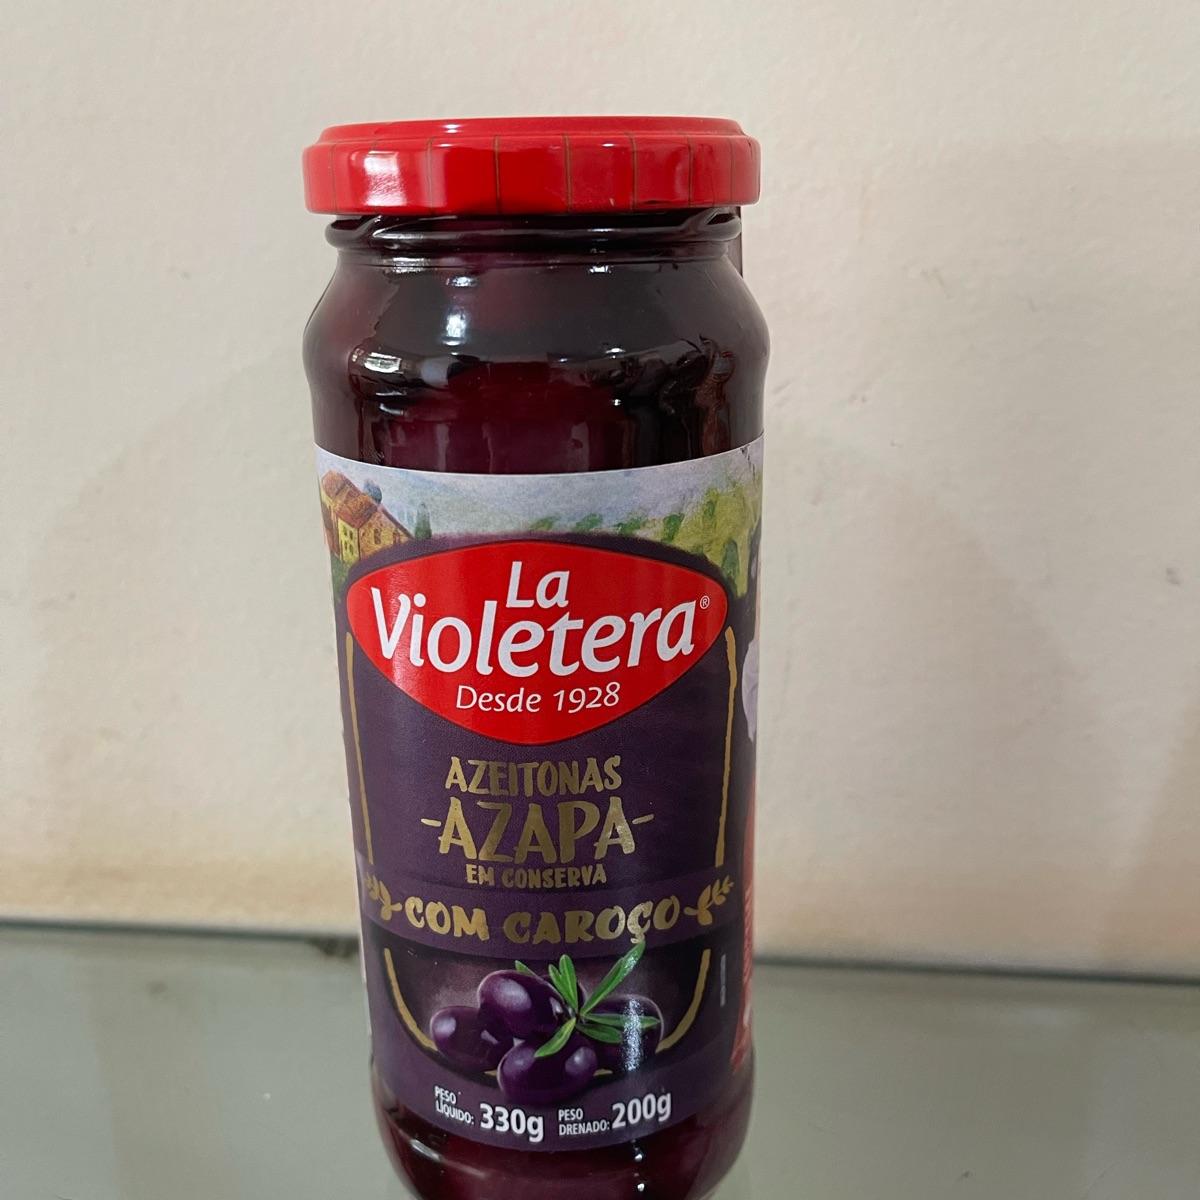 La
Violetera®
Desde 1928
AZEITONAS
-AZAPA-
EM CONSERVA
COM CAROÇO
PESO
LÍQUIDO: 330g
PESO
DRENADO: 200g